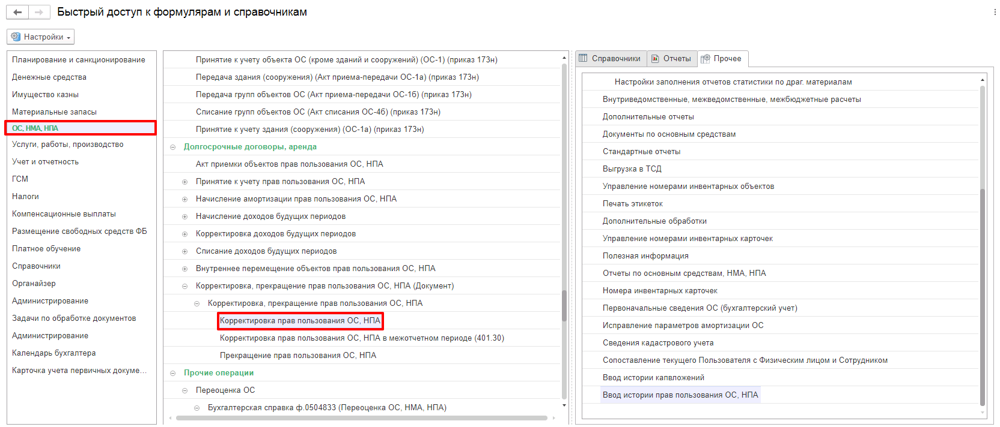 Быстрый доступ к формулярам и справочникам
Настройки
Планирование и санкционирование
Денежные средства
Имущество казны
Материальные запасы
ОС, НМА, НПА
Услуги, работы, производство
Учет и отчетность
ГСМ
Налоги
Компенсационные выплаты
Размещение свободных средств ФБ
Платное обучение
Справочники
Органайзер
Администрирование
Задачи по обработке документов
Администрирование
Календарь бухгалтера
Карточка учета первичных докуме...
Принятие к учету объекта ОС (кроме зданий и сооружений) (ОС-1) (приказ 173н)
Передача здания (сооружения) (Акт приема-передачи ОС-1а) (приказ 173н)
Передача групп объектов ОС (Акт приема-передачи ОС-1б) (приказ 173н)
Списание групп объектов ОС (Акт списания ОС-4б) (приказ 173н)
Принятие к учету здания (сооружения) (ОС-1а) (приказ 173н)
Долгосрочные договоры, аренда
Акт приемки объектов прав пользования ОС, НПА
Принятие к учету прав пользования ОС, НПА
Начисление амортизации прав пользования ОС, НПА
Начисление доходов будущих периодов
Корректировка доходов будущих периодов
Списание доходов будущих периодов
Внутреннее перемещение объектов прав пользования ОС, НПА
Корректировка, прекращение прав пользования ОС, НПА (Документ)
Корректировка, прекращение прав пользования ОС, НПА
Корректировка прав пользования ОС, НПА
Корректировка прав пользования ОС, НПА в межотчетном периоде (401.30)
Прекращение прав пользования ОС, НПА
Прочие операции
Переоценка ОС
Бухгалтерская справка ф.0504833 (Переоценка ОС, НМА, НПА)
Справочники
Отчеты
Прочее
Настройки заполнения отчетов статистики по драг. материалам
Внутриведомственные, межведомственные, межбюджетные расчеты
Дополнительные отчеты
Документы по основным средствам
Стандартные отчеты
Выгрузка в ТСД
Управление номерами инвентарных объектов
Печать этикеток
Дополнительные обработки
Управление номерами инвентарных карточек
Полезная информация
Отчеты по основным средствам, НМА, НПА
Номера инвентарных карточек
Первоначальные сведения ОС (бухгалтерский учет)
Исправление параметров амортизации ОС
Сведения кадастрового учета
Сопоставление текущего Пользователя с Физическим лицом и Сотрудником
Ввод истории капвложений
Ввод истории прав пользования ОС, НПА